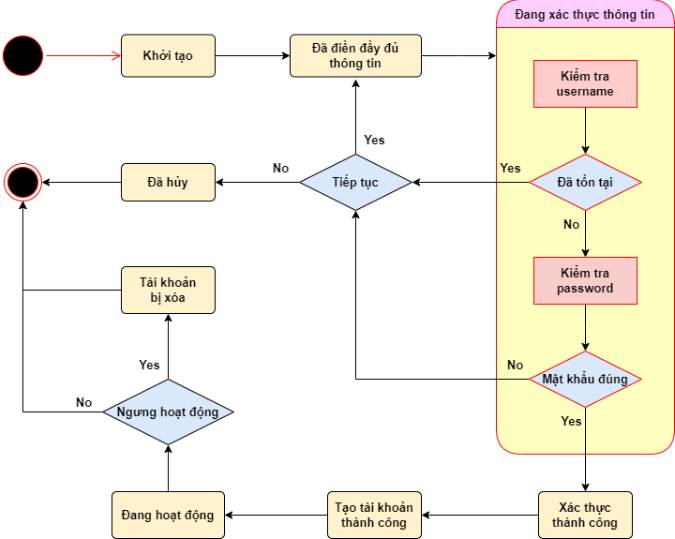 Đang xác thực thông tin
Khởi tạo
Đã điền đầy đủ
thông tin
Kiểm tra
username
Yes
No
Yes
Đã hủy
Tiếp tục
Đã tồn tại
No
Kiểm tra
password
Tài khoản
bị xóa
Yes
No
Mật khẩu đúng
No
Ngưng hoạt động
Yes
Đang hoạt động
Tạo tài khoản
thành công
Xác thực
thành công